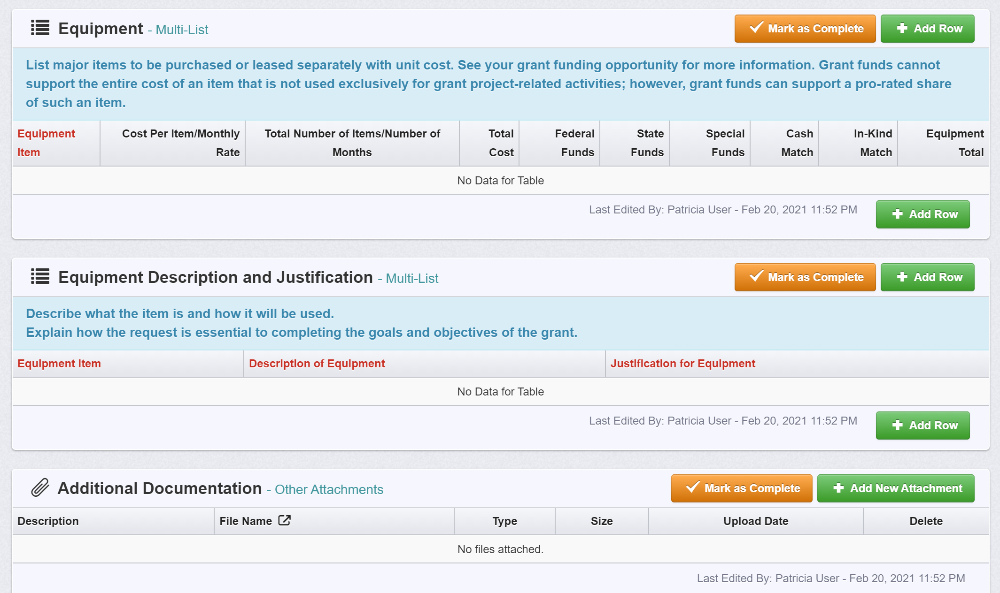 Equipment - Multi-List
Mark as Complete
Add Row
List major items to be purchased or leased separately with unit cost. See your grant funding opportunity for more information. Grant funds cannot
support the entire cost of an item that is not used exclusively for grant project-related activities; however, grant funds can support a pro-rated share
of such an item.
Equipment
Item
Cost Per Item/Monthly
Rate
Total Number of Items/Number of
Months
Total
Cost
Federal
Funds
State
Funds
Special
Funds
Cash
Match
In-Kind
Match
Equipment
Total
No Data for Table
Last Edited By: Patricia User - Feb 20, 2021 11:52 PM
Add Row
Equipment Description and Justification - Multi-List
Mark as Complete
Add Row
Describe what the item is and how it will be used.
Explain how the request is essential to completing the goals and objectives of the grant.
Equipment Item
Description of Equipment
Justification for Equipment
No Data for Table
Last Edited By: Patricia User - Feb 20, 2021 11:52 PM
Add Row
Additional Documentation - Other Attachments
Mark as Complete
Add New Attachment
Description
File Name
Type
Size
Upload Date
Delete
No files attached.
Last Edited By: Patricia User - Feb 20, 2021 11:52 PM